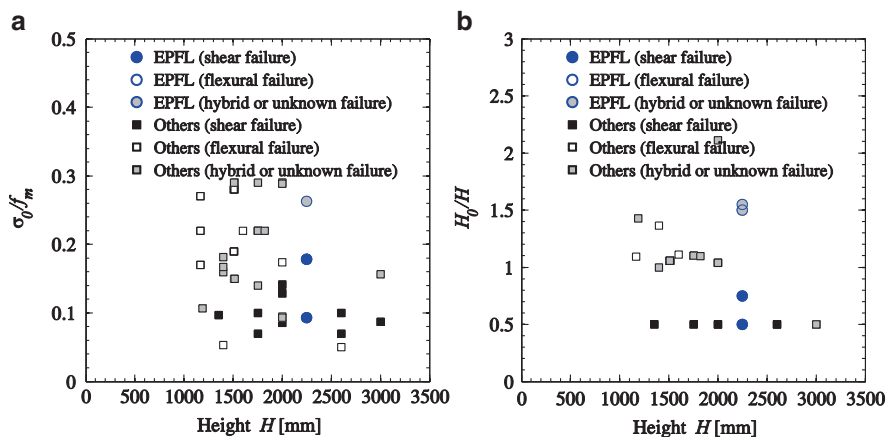 a
0.5
0.4
0.3
0.2
0.1
0
σ0/fm
EPFL (shear failure)
EPFL (flexural failure)
EPFL (hybrid or unknown failure)
Others (shear failure)
Others (flexural failure)
Others (hybrid or unknown failure)
0 500 1000 1500 2000 2500 3000 3500
Height H [mm]
b
3
2.5
2
1.5
1
0.5
0
H0/H
EPFL (shear failure)
EPFL (flexural failure)
EPFL (hybrid or unknown failure)
Others (shear failure)
Others (flexural failure)
Others (hybrid or unknown failure)
0 500 1000 1500 2000 2500 3000 3500
Height H [mm]